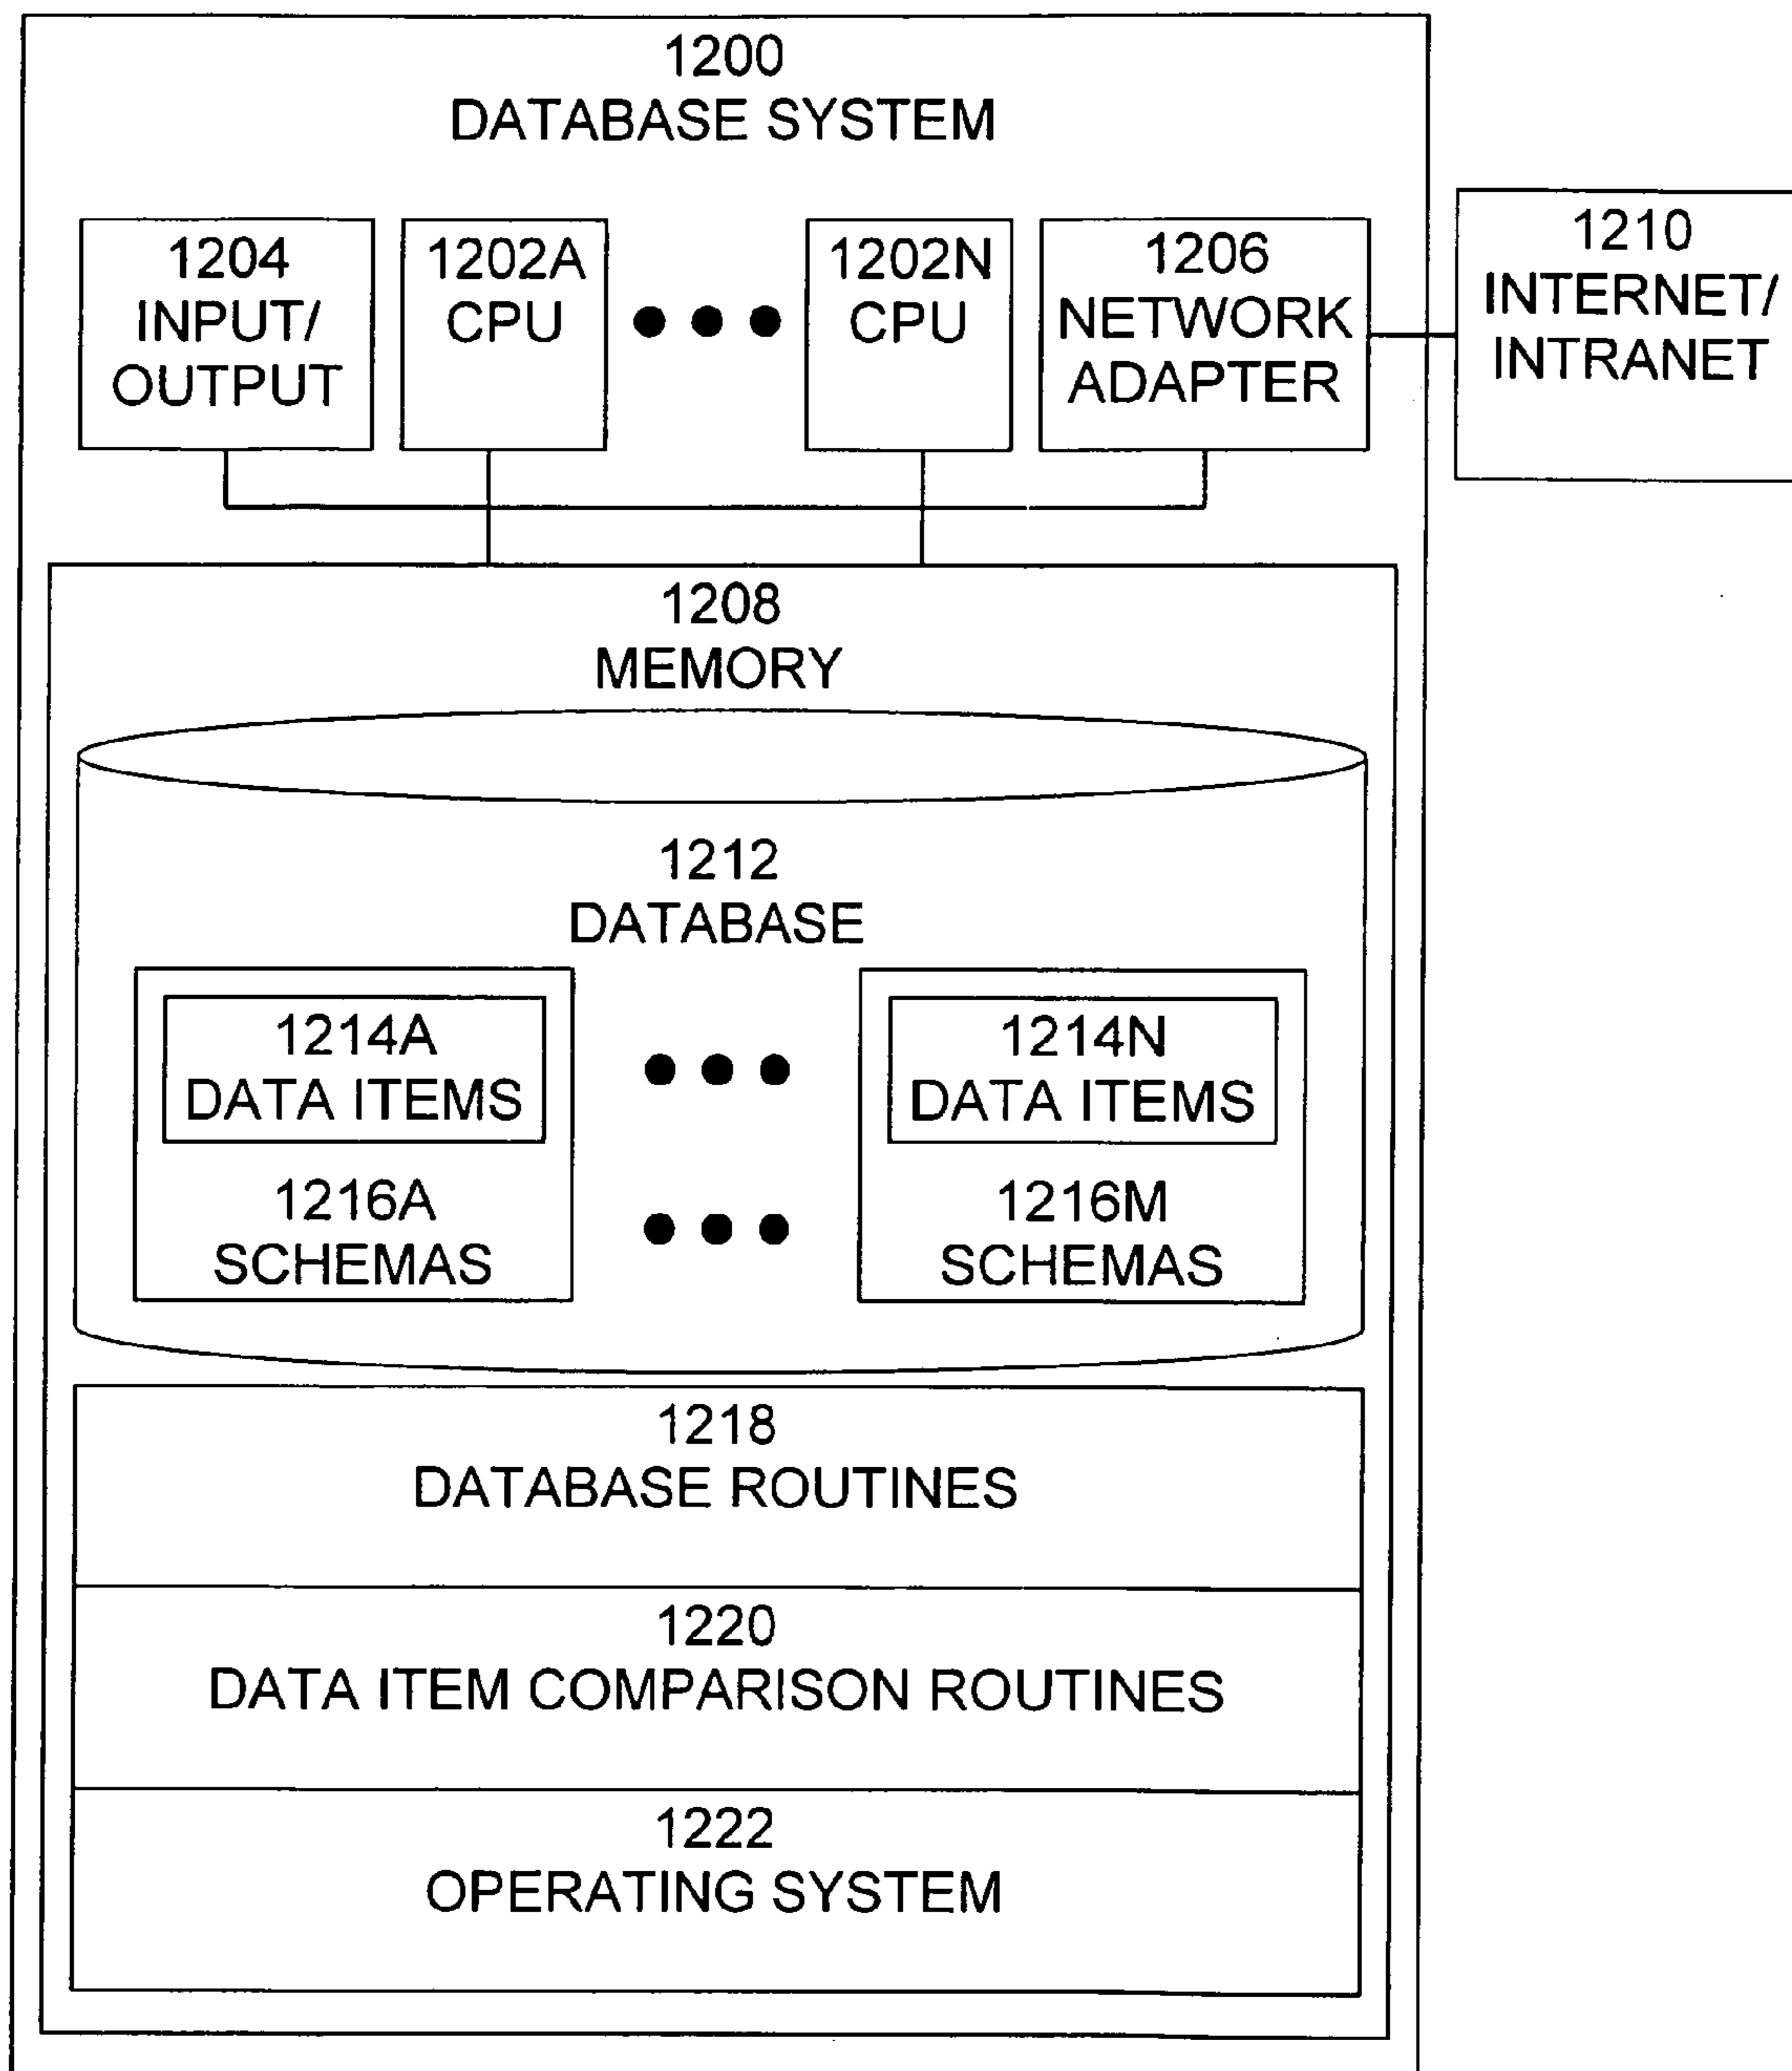 1200
DATABASE SYSTEM
1204
INPUT/
OUTPUT
1202A
CPU
1202N
CPU
1206
NETWORK
ADAPTER
1210
INTERNET/
INTRANET
1208
MEMORY
1212
DATABASE
1214A
DATA ITEMS
1214N
DATA ITEMS
1216A
SCHEMAS
1216M
SCHEMAS
1218
DATABASE ROUTINES
1220
DATA ITEM COMPARISON ROUTINES
1222
OPERATING SYSTEM